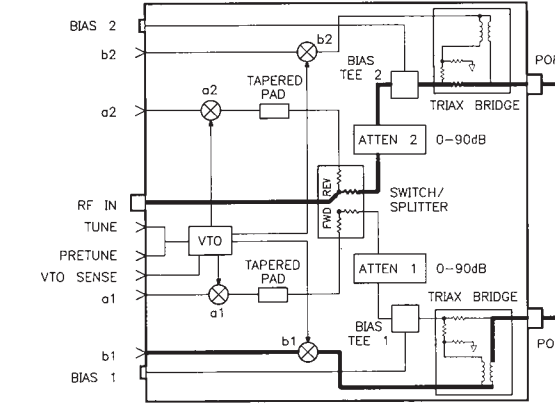 BIAS 2
b2
b2
BIAS
TEE 2
TRIAX BRIDGE
TAPERED
PAD
a2
a2
ATTEN 2 0-90dB
REV
FWD
SWITCH/
SPLITTER
RF IN
TUNE
PRETUNE
VTO
VTO SENSE
TAPERED
PAD
a1
a1
ATTEN 1 0-90dB
TRIAX BRIDGE
BIAS
TEE 1
b1
b1
BIAS 1